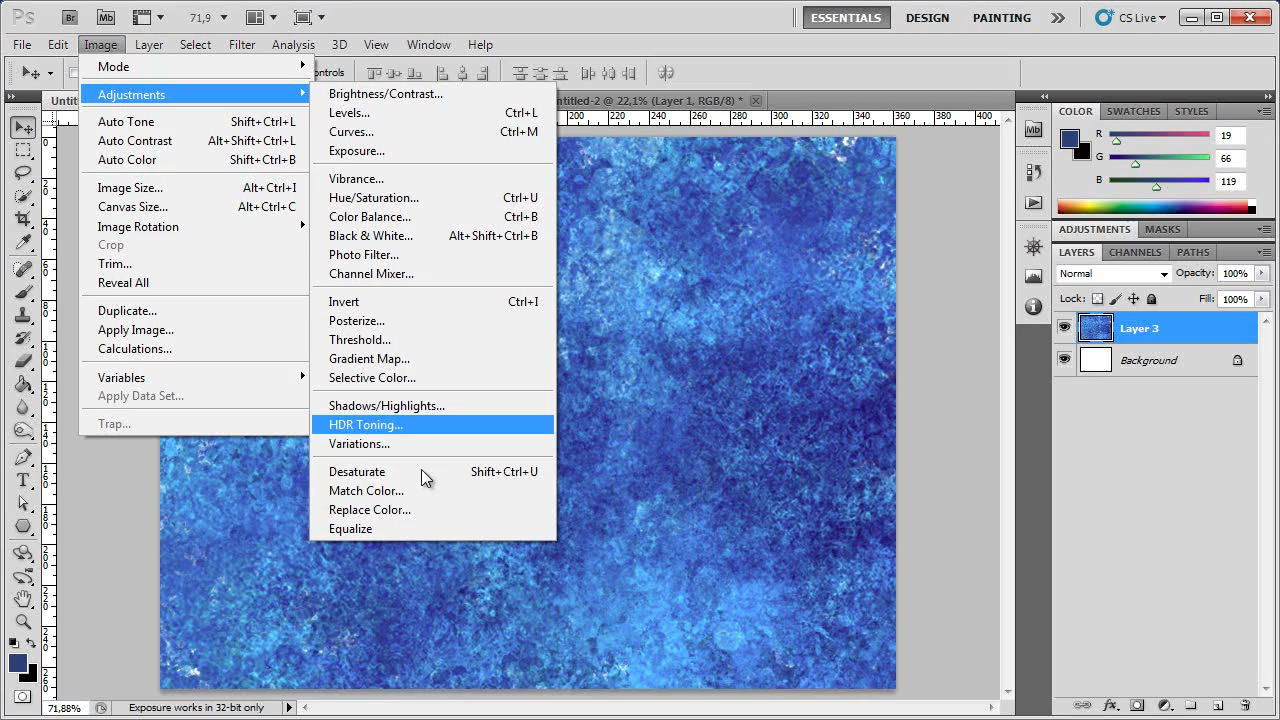 Ps Br Mb 71,9 ESSENTIALS DESIGN PAINTING CS Live
File Edit Image Layer Select Filter Analysis 3D View Window Help
Mode
Adjustments
Auto Tone Shift+Ctrl+L
Auto Contrast Alt+Shift+Ctrl+L
Auto Color Shift+Ctrl+B
Image Size... Alt+Ctrl+I
Canvas Size... Alt+Ctrl+C
Image Rotation
Crop
Trim...
Reveal All
Duplicate...
Apply Image...
Calculations...
Variables
Apply Data Set...
Trap...
Brightness/Contrast...
Levels... Ctrl+L
Curves... Ctrl+M
Exposure...
Vibrance...
Hue/Saturation... Ctrl+U
Color Balance... Ctrl+B
Black & White... Alt+Shift+Ctrl+B
Photo Filter...
Channel Mixer...
Invert Ctrl+I
Posterize...
Threshold...
Gradient Map...
Selective Color...
Shadows/Highlights...
HDR Toning...
Variations...
Desaturate Shift+Ctrl+U
Match Color...
Replace Color...
Equalize
ontrols
Untit
ntitled-2 @ 22,1% (Layer 1, RGB/8) *
200 220 240 260 280 300 320 340 360 380 400
COLOR SWATCHES STYLES
R 19
G 66
B 119
ADJUSTMENTS MASKS
LAYERS CHANNELS PATHS
Normal Opacity: 100%
Lock: Fill: 100%
Layer 3
Background
71,88% Exposure works in 32-bit only